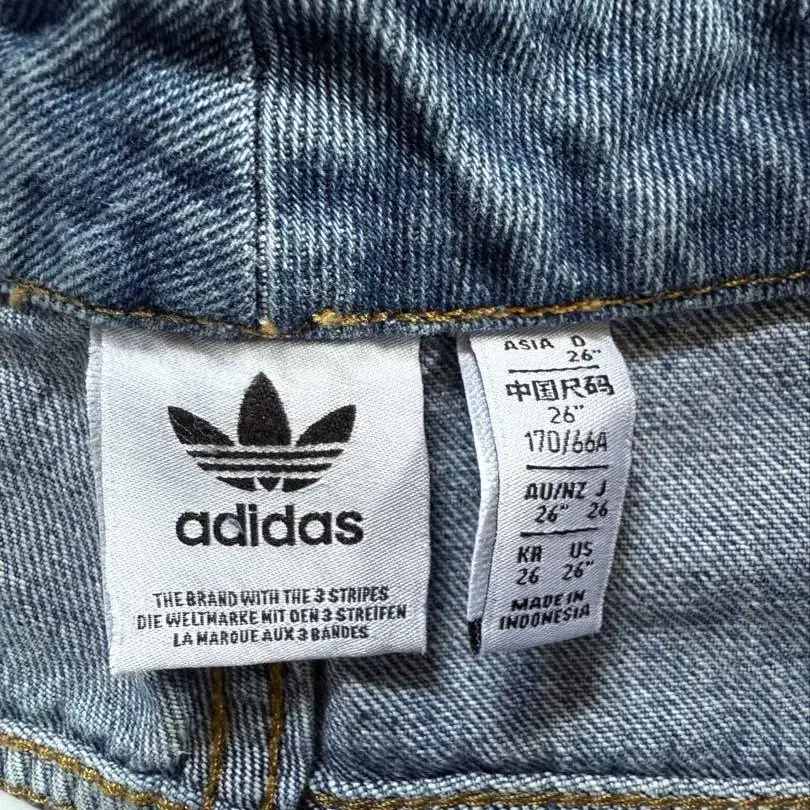 adidas
THE BRAND WITH THE 3 STRIPES
DIE WELTMARKE MIT DEN 3 STREIFEN
LA MARQUE AUX 3 BANDES
ASIA D
26"
中国尺码
26"
170/66A
AU/NZ J
26" 26
KR US
26 26"
MADE IN
INDONESIA